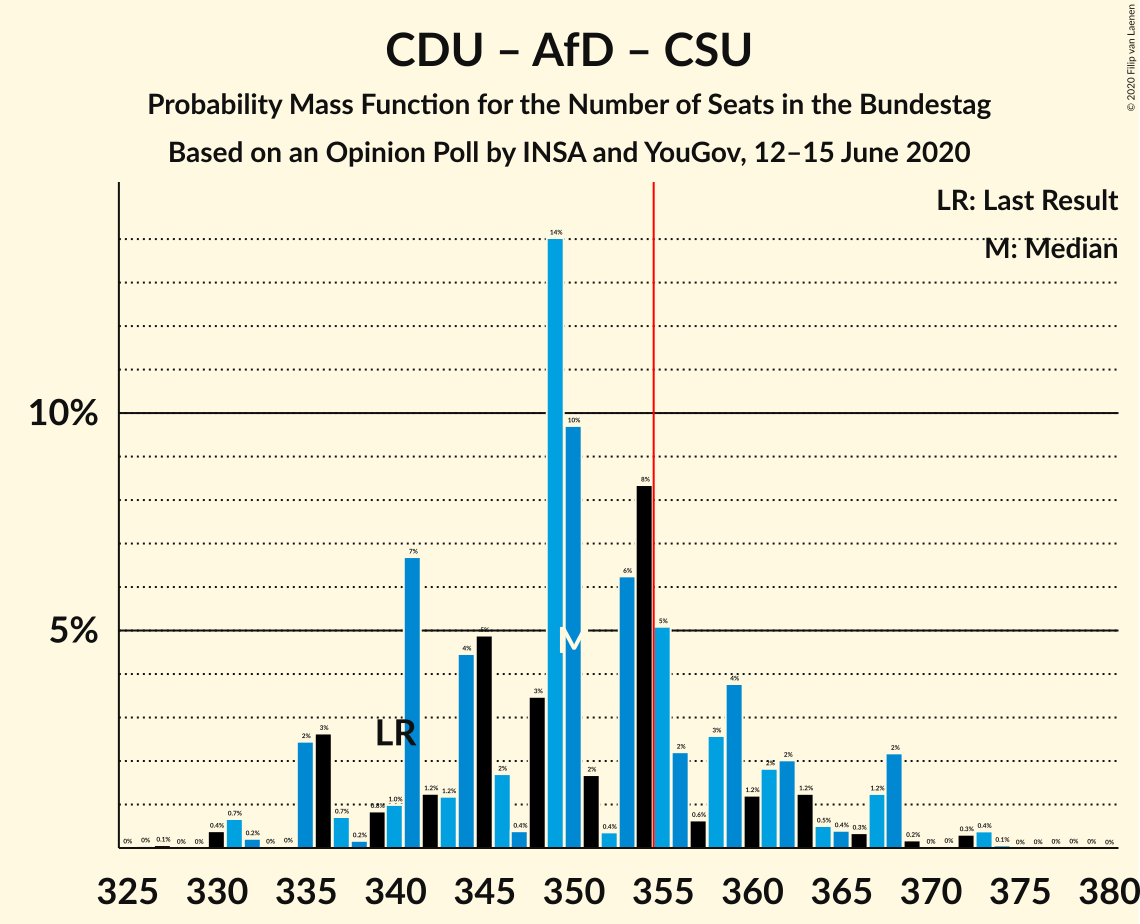 CDU – AfD – CSU
Probability Mass Function for the Number of Seats in the Bundestag
Based on an Opinion Poll by INSA and YouGov, 12–15 June 2020
© 2020 Filip van Laenen
LR: Last Result
M: Median
10%
5%
0% 0% 0.1% 0% 0% 0.4% 0.7% 0.2% 0% 0% 2% 3% 0.7% 0.2% 0.8% 1.0% 7% 1.2% 1.2% 4% 5% 2% 0.4% 3% 14% 10% 2% 0.4% 6% 8% 5% 2% 0.6% 3% 4% 1.2% 2% 2% 1.2% 0.5% 0.4% 0.3% 1.2% 2% 0.2% 0% 0% 0.3% 0.4% 0.1% 0% 0% 0% 0% 0% 0%
LR
M
325 330 335 340 345 350 355 360 365 370 375 380